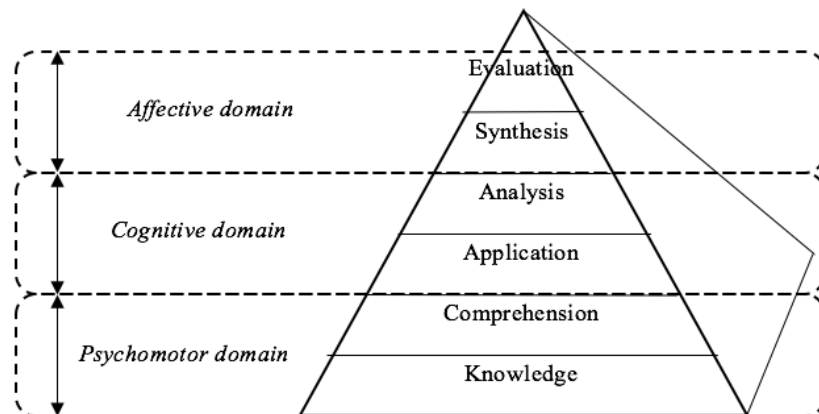 Evaluation
Affective domain
Synthesis
Analysis
Cognitive domain
Application
Comprehension
Psychomotor domain
Knowledge